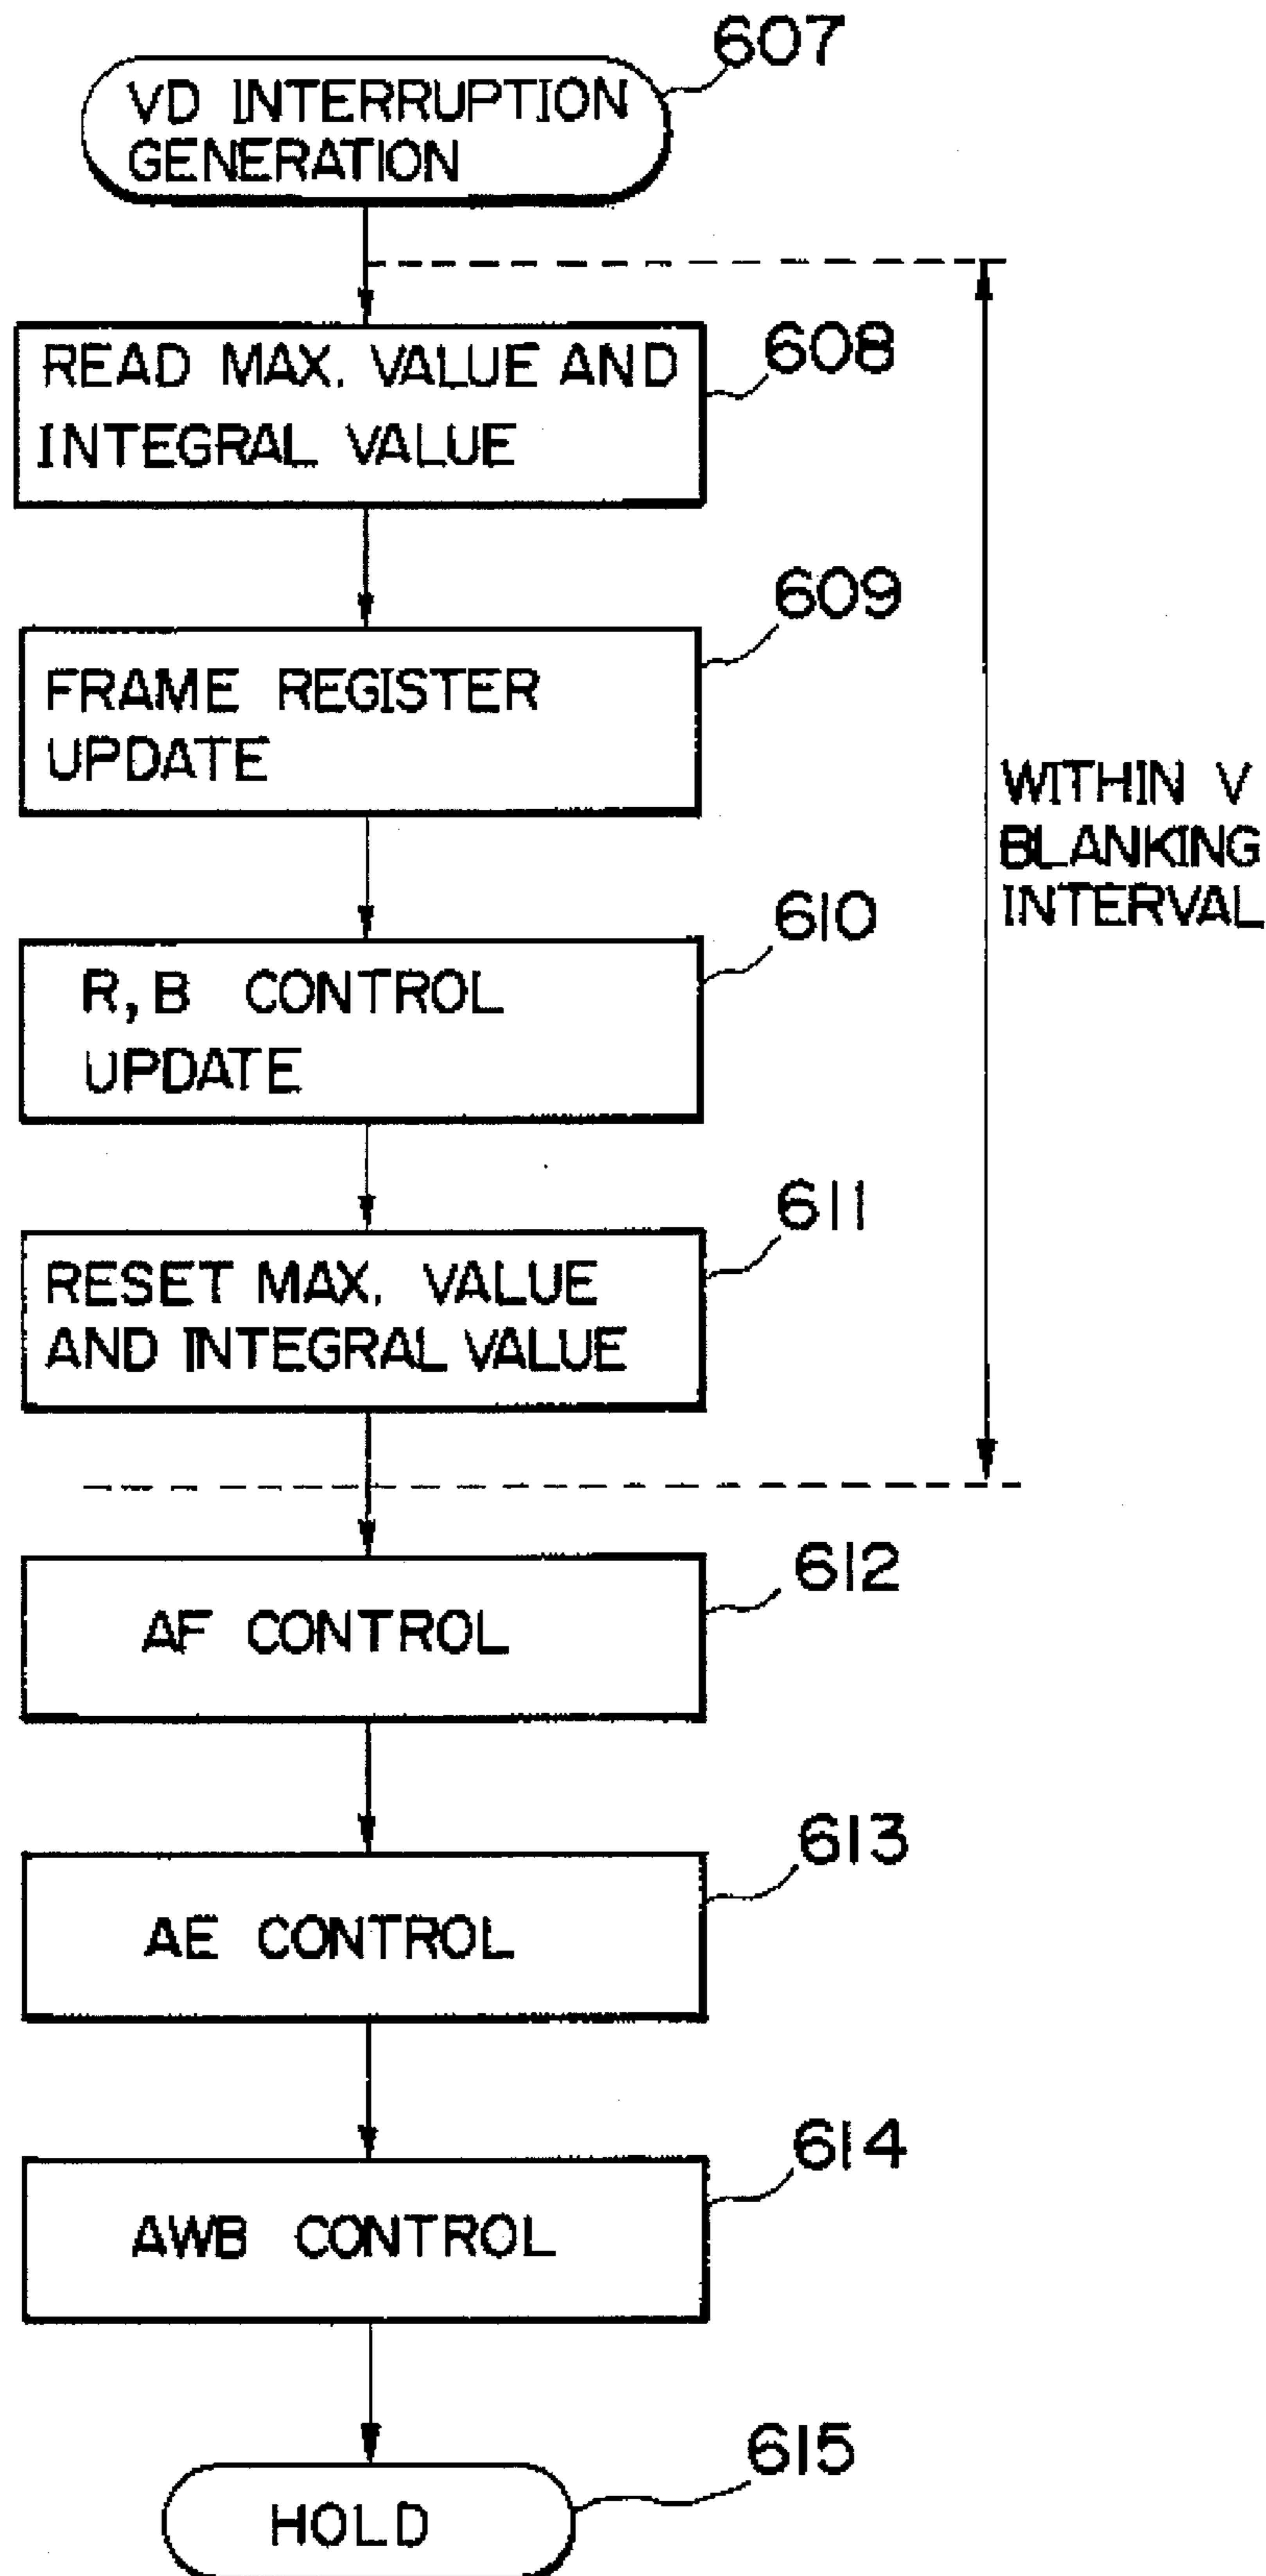 607
VD INTERRUPTION
GENERATION
608
READ MAX. VALUE AND
INTEGRAL VALUE
609
FRAME REGISTER
UPDATE
WITHIN V
BLANKING
INTERVAL
610
R, B CONTROL
UPDATE
611
RESET MAX. VALUE
AND INTEGRAL VALUE
612
AF CONTROL
613
AE CONTROL
614
AWB CONTROL
615
HOLD